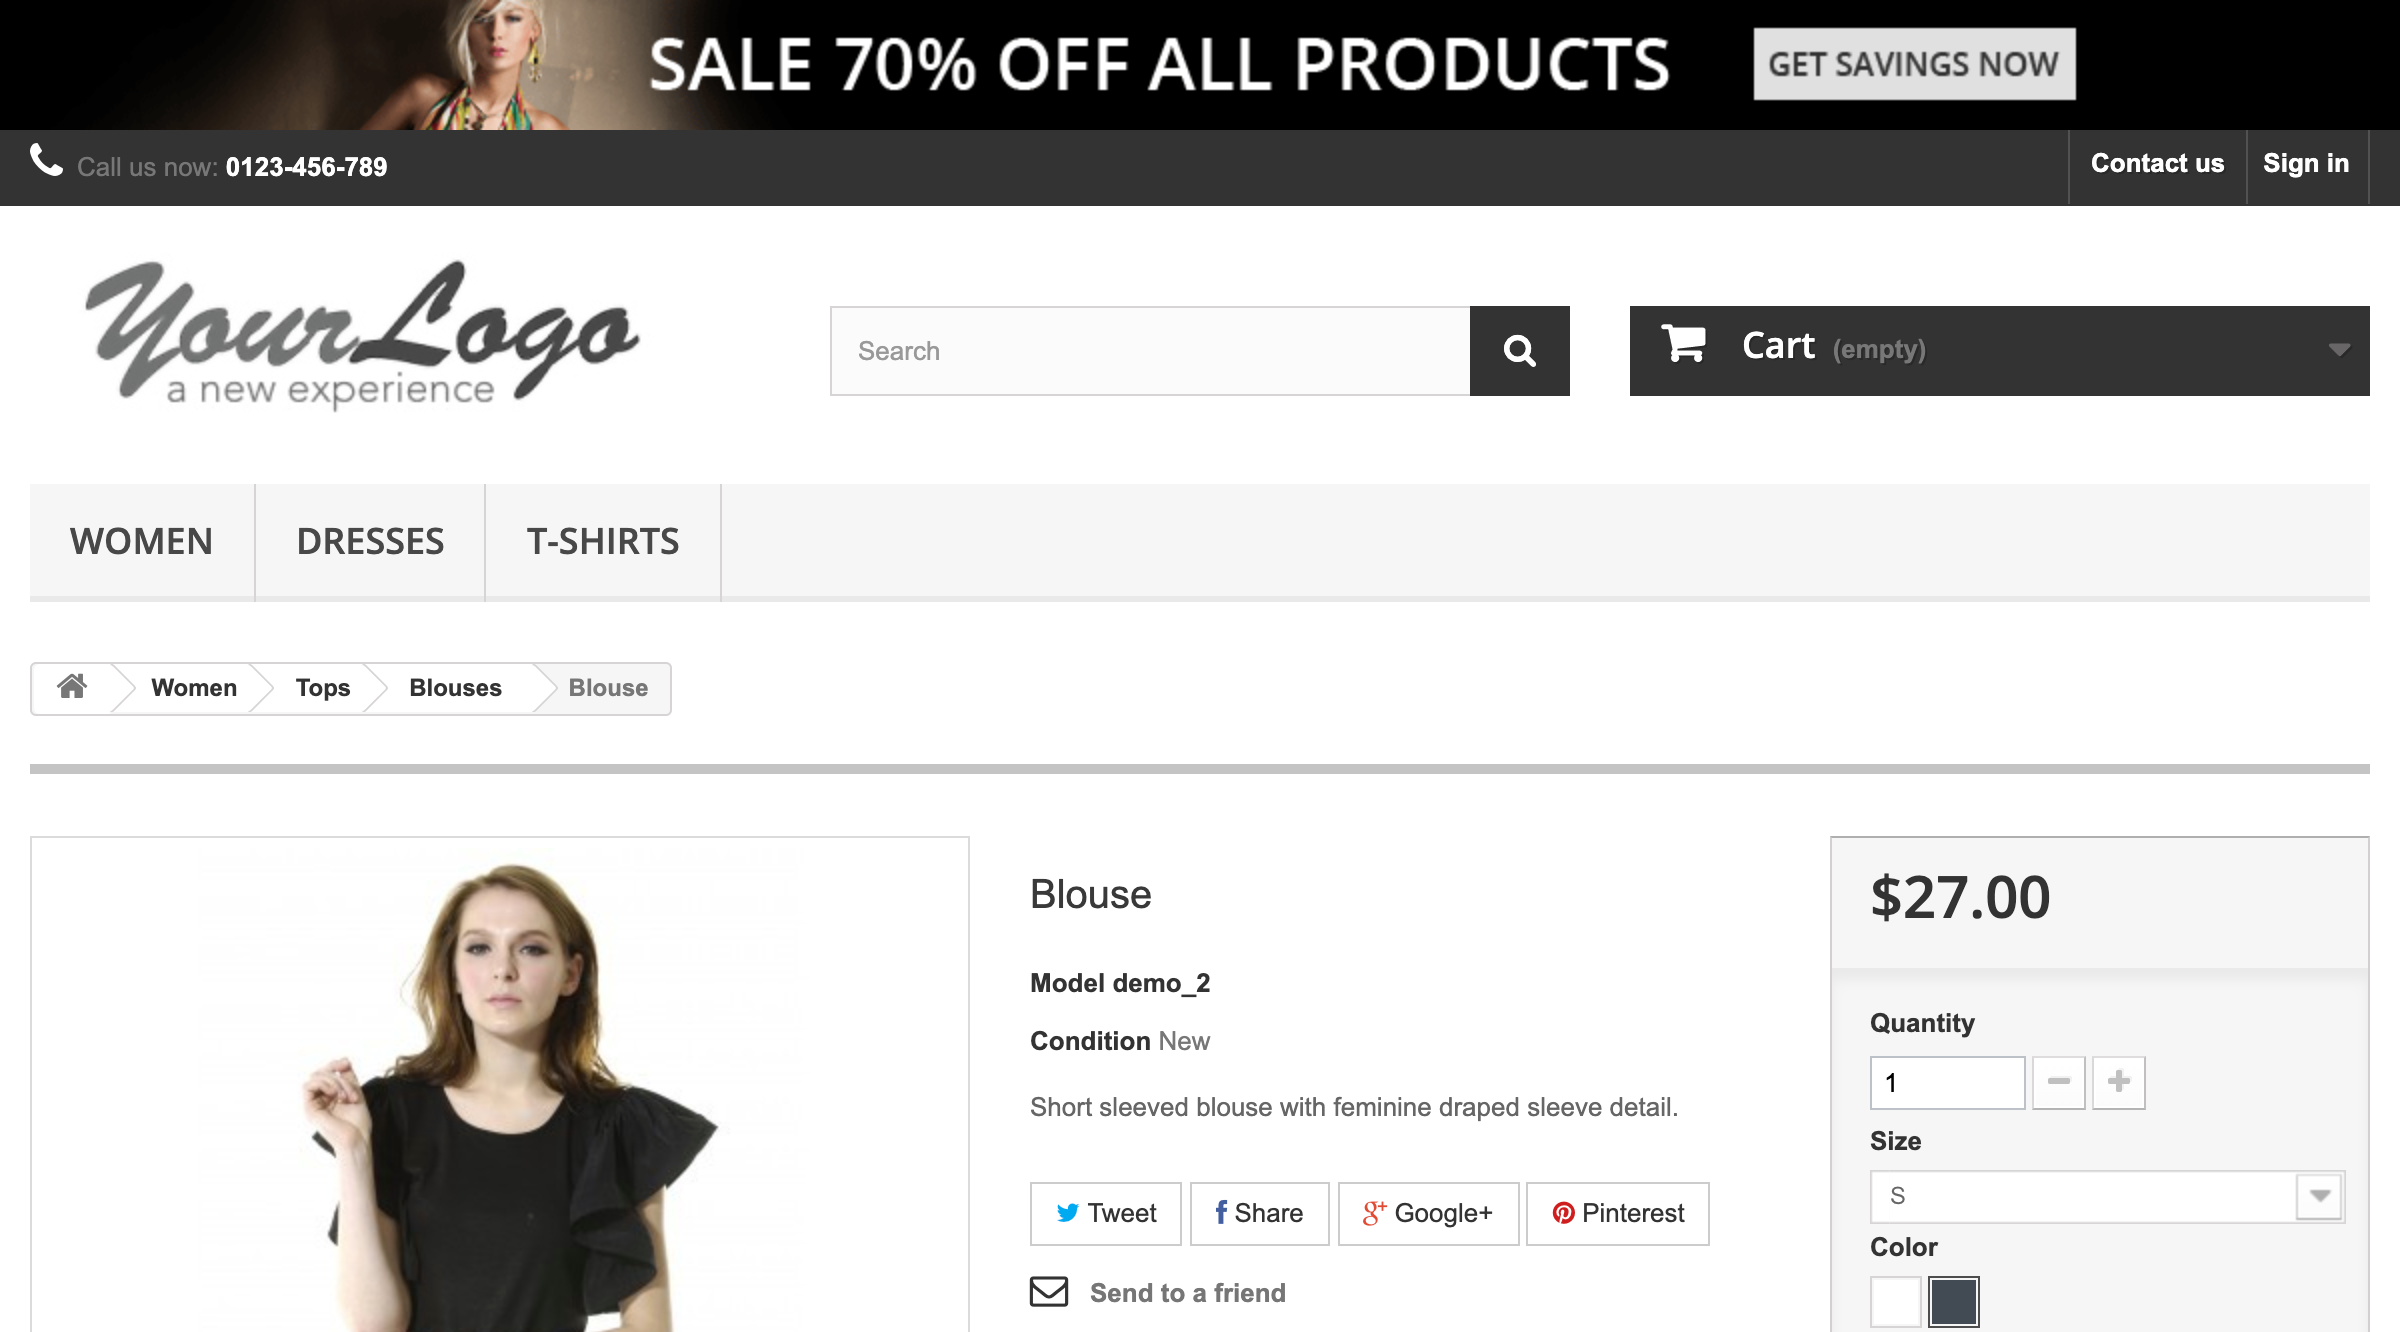 SALE 70% OFF ALL PRODUCTS
GET SAVINGS NOW
Call us now: 0123-456-789
Contact us
Sign in
YourLogo
a new experience
Search
Cart (empty)
WOMEN
DRESSES
T-SHIRTS
Women
Tops
Blouses
Blouse
Blouse
Model demo_2
Condition New
Short sleeved blouse with feminine draped sleeve detail.
Tweet
Share
Google+
Pinterest
Send to a friend
$27.00
Quantity
1
Size
S
Color